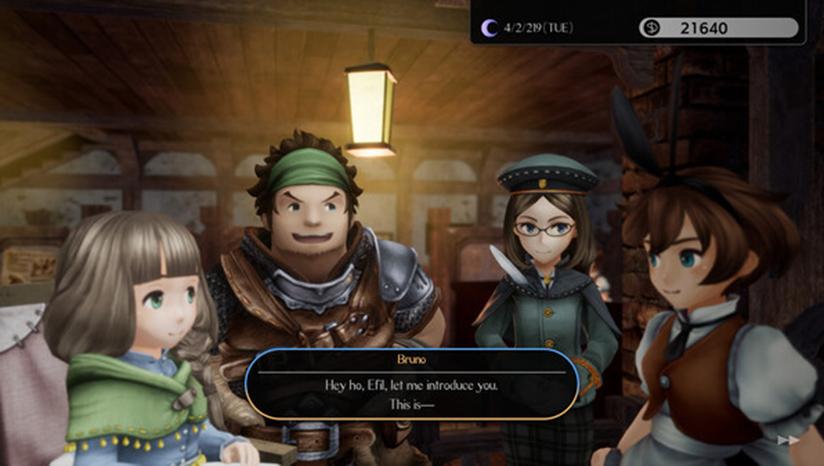 4/2/219(TUE)
21640
Bruno
Hey ho, Efil, let me introduce you.
This is—